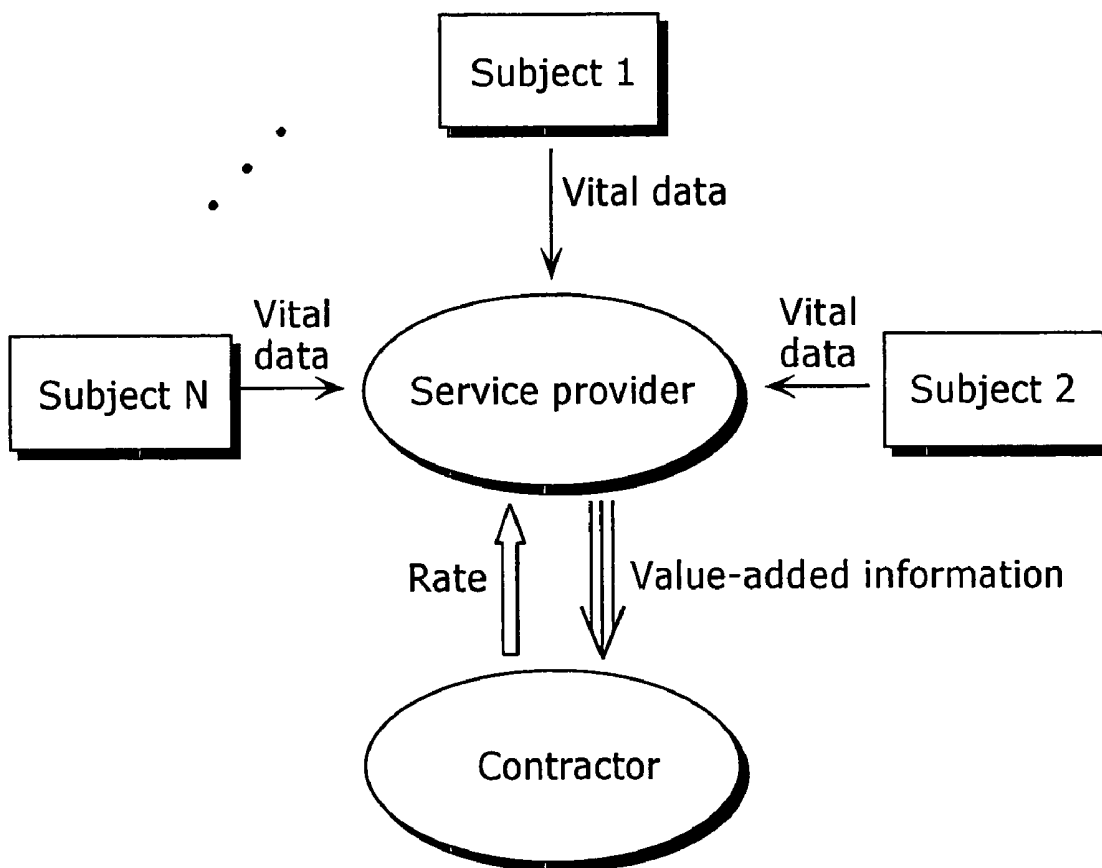 Subject 1
Vital data
Vital
data
Vital
data
Subject N
Service provider
Subject 2
Rate
Value-added information
Contractor